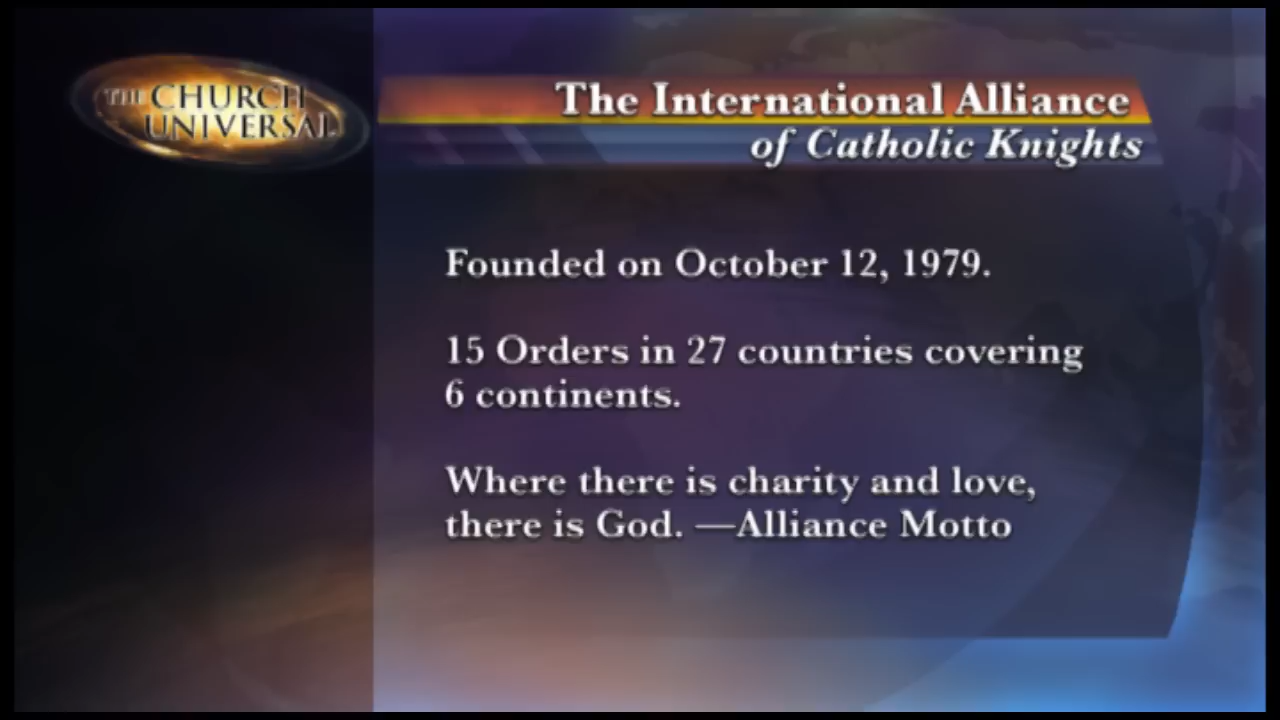 THE CHURCH
UNIVERSAL
The International Alliance
of Catholic Knights
Founded on October 12, 1979.
15 Orders in 27 countries covering
6 continents.
Where there is charity and love,
there is God. —Alliance Motto